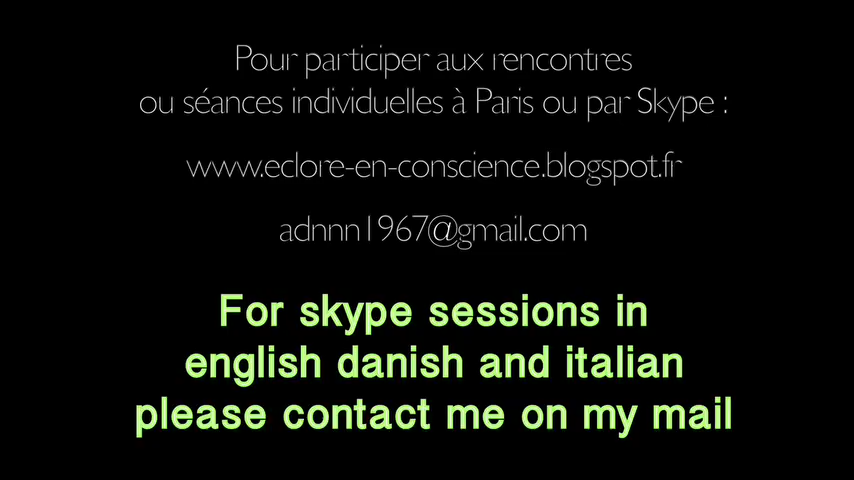 Pour participer aux rencontres
ou séances individuelles à Paris ou par Skype :
www.eclore-en-conscience.blogspot.fr
adnnn1967@gmail.com
For skype sessions in
english danish and italian
please contact me on my mail